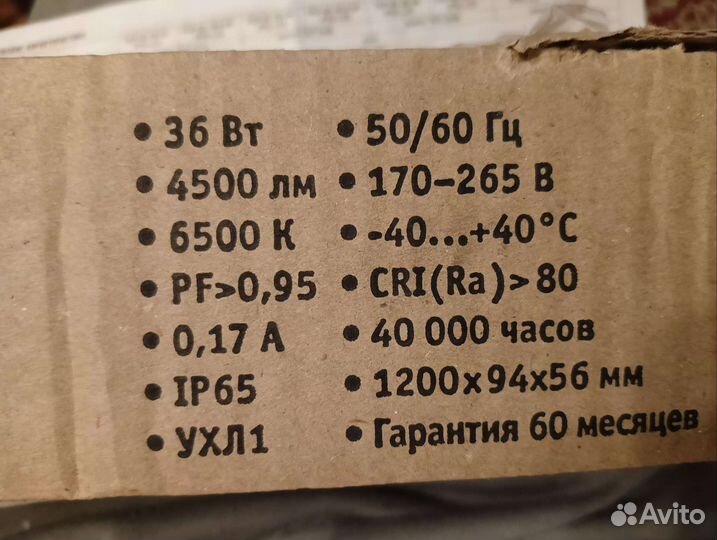 • 36 Вт
• 4500 лм
• 6500 К
• PF>0,95
• 0,17 А
• IP65
• УХЛ1
• 50/60 Гц
• 170–265 В
• -40...+40°C
• CRI(Ra)>80
• 40 000 часов
• 1200x94x56 мм
• Гарантия 60 месяцев
Avito